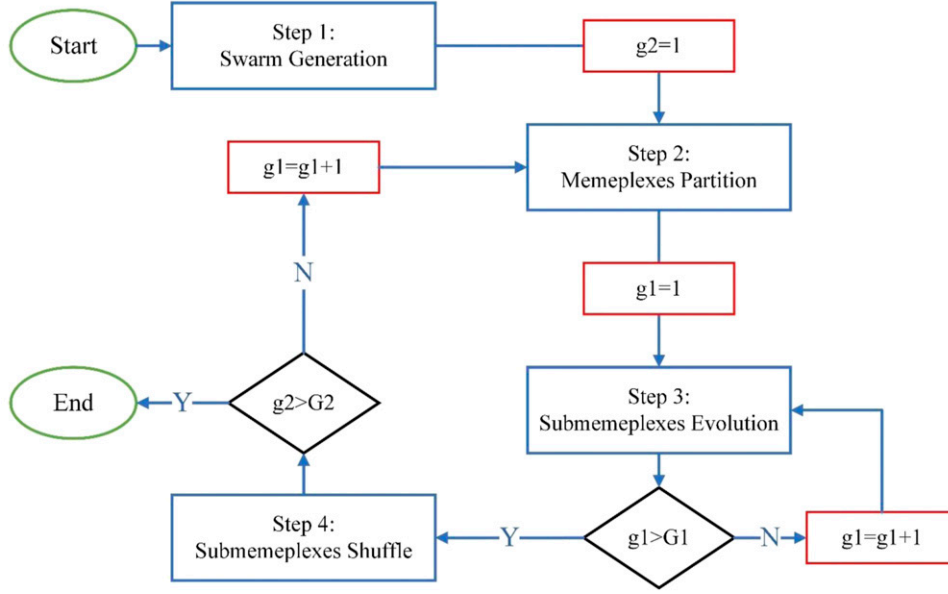 Start
Step 1:
Swarm Generation
g2=1
g1=g1+1
Step 2:
Memeplexes Partition
N
g1=1
End
Y
g2>G2
Step 3:
Submemeplexes Evolution
Step 4:
Submemeplexes Shuffle
Y
g1>G1
N
g1=g1+1